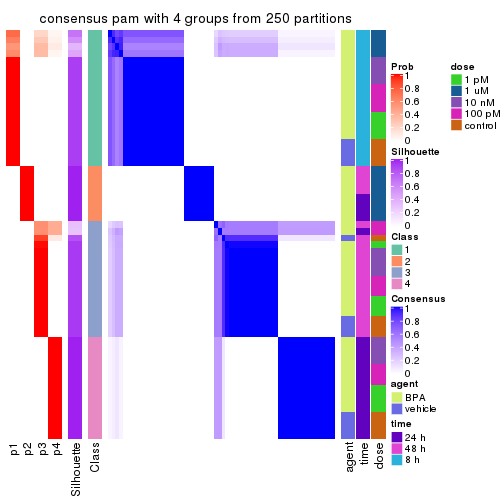 consensus pam with 4 groups from 250 partitions
Prob
1
0.8
0.6
0.4
0.2
0
dose
1 pM
1 uM
10 nM
100 pM
control
Silhouette
1
0.8
0.6
0.4
0.2
0
Class
1
2
3
4
Consensus
1
0.8
0.6
0.4
0.2
0
agent
BPA
vehicle
time
24 h
48 h
8 h
p1
p2
p3
p4
Silhouette
Class
agent
time
dose